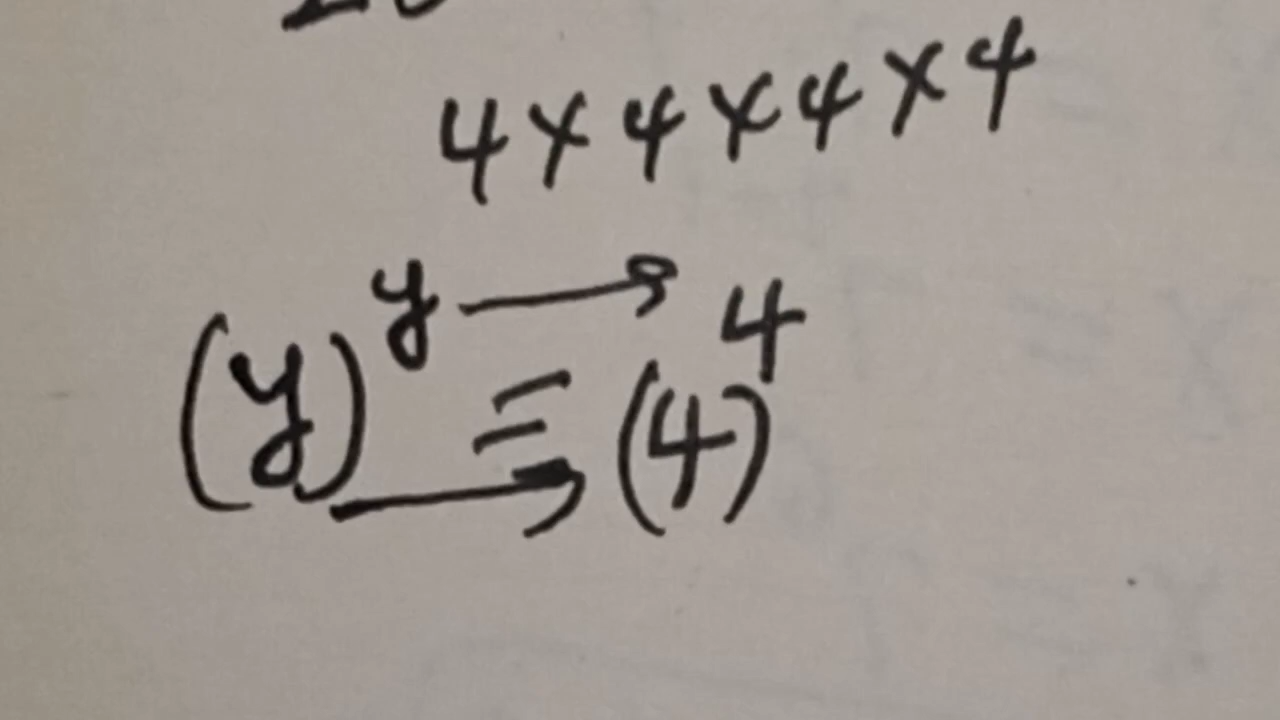 4 × 4 × 4 × 4
(y)^y → ≡ → (4)^4